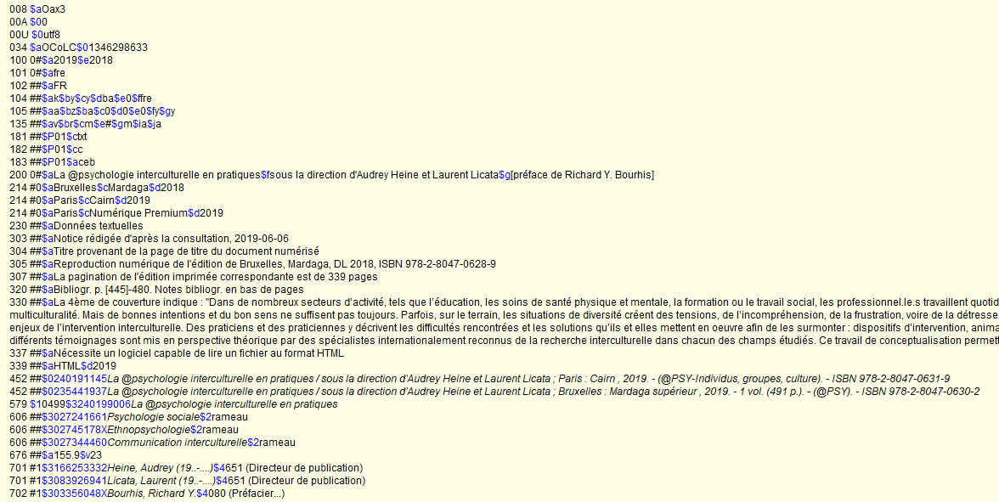 008 $aOax3
00A $00
00U $0utf8
034 $aOCoLC$01346298633
100 0#$a2019$e2018
101 0#$afre
102 ##$aFR
104 ##$ak$by$cy$dba$e0$ffre
105 ##$aa$bz$ba$c0$d0$e0$fy$gy
135 ##$av$br$cm$e#$gm$ia$ja
181 ##$P01$ctxt
182 ##$P01$cc
183 ##$P01$aceb
200 0#$aLa @psychologie interculturelle en pratiques$fsous la direction d'Audrey Heine et Laurent Licata$g[préface de Richard Y. Bourhis]
214 #0$aBruxelles$cMardaga$d2018
214 #0$aParis$cCairn$d2019
214 #0$aParis$cNumérique Premium$d2019
230 ##$aDonnées textuelles
303 ##$aNotice rédigée d'après la consultation, 2019-06-06
304 ##$aTitre provenant de la page de titre du document numérisé
305 ##$aReproduction numérique de l'édition de Bruxelles, Mardaga, DL 2018, ISBN 978-2-8047-0628-9
307 ##$aLa pagination de l'édition imprimée correspondante est de 339 pages
320 ##$aBibliogr. p. [445]-480. Notes bibliogr. en bas de pages
330 ##$aLa 4ème de couverture indique : "Dans de nombreux secteurs d’activité, tels que l’éducation, les soins de santé physique et mentale, la formation ou le travail social, les professionnel.le.s travaillent quotid
multiculturalité. Mais de bonnes intentions et du bon sens ne suffisent pas toujours. Parfois, sur le terrain, les situations de diversité créent des tensions, de l’incompréhension, de la frustration, voire de la détresse
enjeux de l’intervention interculturelle. Des praticiens et des praticiennes y décrivent les difficultés rencontrées et les solutions qu’ils et elles mettent en oeuvre afin de les surmonter : dispositifs d’intervention, anima
différents témoignages sont mis en perspective théorique par des spécialistes internationalement reconnus de la recherche interculturelle dans chacun des champs étudiés. Ce travail de conceptualisation permett
337 ##$aNécessite un logiciel capable de lire un fichier au format HTML
339 ##$aHTML$d2019
452 ##$0240191145La @psychologie interculturelle en pratiques / sous la direction d'Audrey Heine et Laurent Licata ; Paris : Cairn , 2019. - (@PSY-Individus, groupes, culture). - ISBN 978-2-8047-0631-9
452 ##$0235441937La @psychologie interculturelle en pratiques / sous la direction d'Audrey Heine et Laurent Licata ; Bruxelles : Mardaga supérieur , 2019. - 1 vol. (491 p.). - (@PSY). - ISBN 978-2-8047-0630-2
579 $10499$3240199006La @psychologie interculturelle en pratiques
606 ##$3027241661Psychologie sociale$2rameau
606 ##$302745178XEthnopsychologie$2rameau
606 ##$3027344460Communication interculturelle$2rameau
676 ##$a155.9$v23
701 #1$3166253332Heine, Audrey (19..-....)$4651 (Directeur de publication)
701 #1$3083926941Licata, Laurent (19..-....)$4651 (Directeur de publication)
702 #1$303356048XBourhis, Richard Y.$4080 (Préfacier...)